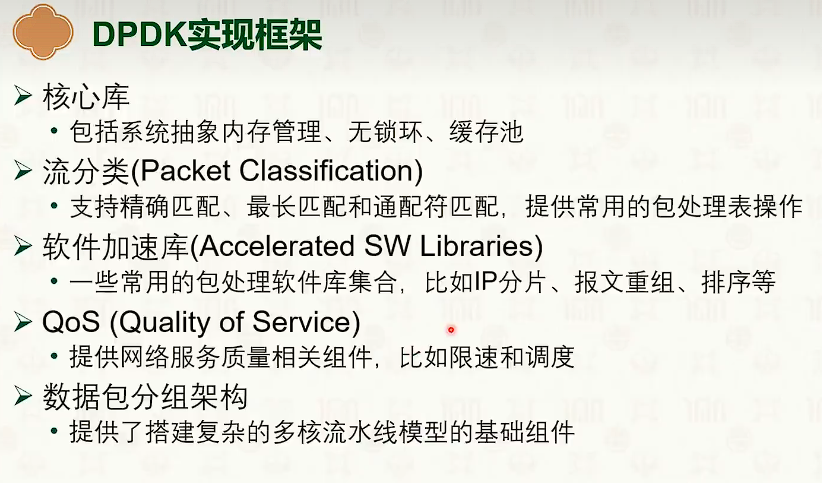 DPDK实现框架
核心库
包括系统抽象内存管理、无锁环、缓存池
流分类(Packet Classification)
支持精确匹配、最长匹配和通配符匹配，提供常用的包处理表操作
软件加速库(Accelerated SW Libraries)
一些常用的包处理软件库集合，比如IP分片、报文重组、排序等
QoS (Quality of Service)
提供网络服务质量相关组件，比如限速和调度
数据包分组架构
提供了搭建复杂的多核流水线模型的基础组件